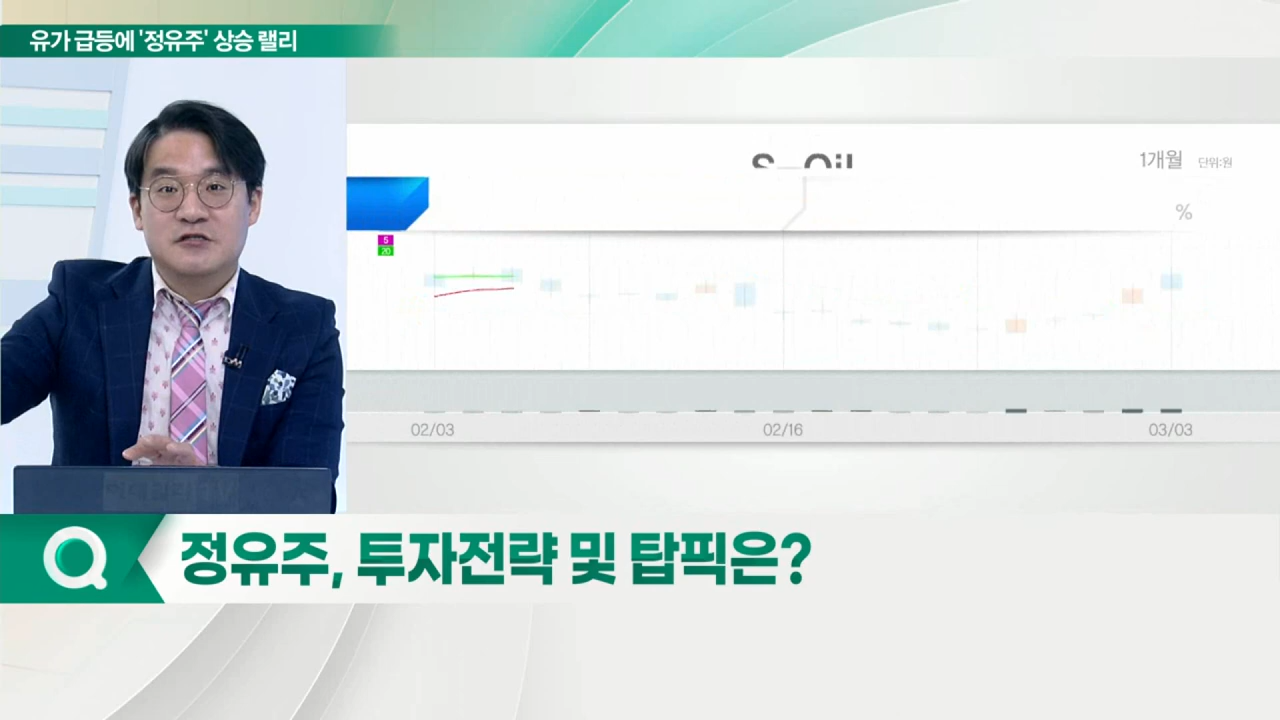 유가 급등에 '정유주' 상승 랠리
1개월 단위:원
%
5
20
02/03 02/16 03/03
Q 정유주, 투자전략 및 탑픽은?